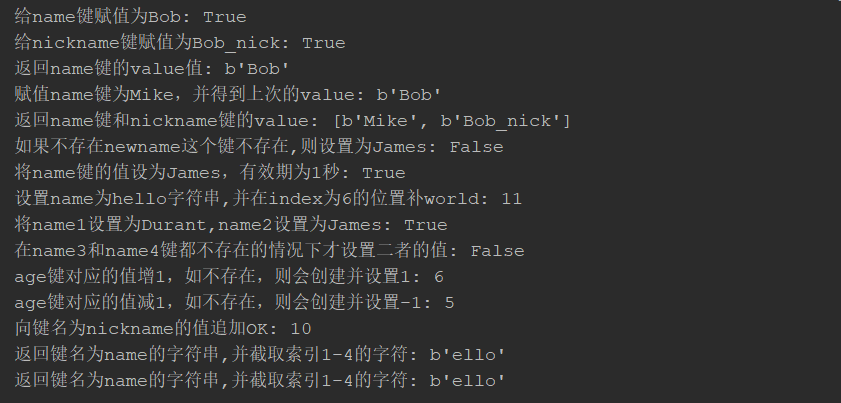 给name键赋值为Bob: True
给nickname键赋值为Bob_nick: True
返回name键的value值: b'Bob'
赋值name键为Mike，并得到上次的value: b'Bob'
返回name键和nickname键的value: [b'Mike', b'Bob_nick']
如果不存在newname这个键不存在,则设置为James: False
将name键的值设为James，有效期为1秒: True
设置name为hello字符串,并在index为6的位置补world: 11
将name1设置为Durant,name2设置为James: True
在name3和name4键都不存在的情况下才设置二者的值: False
age键对应的值增1，如不存在，则会创建并设置1: 6
age键对应的值减1，如不存在，则会创建并设置-1: 5
向键名为nickname的值追加OK: 10
返回键名为name的字符串,并截取索引1-4的字符: b'ello'
返回键名为name的字符串,并截取索引1-4的字符: b'ello'